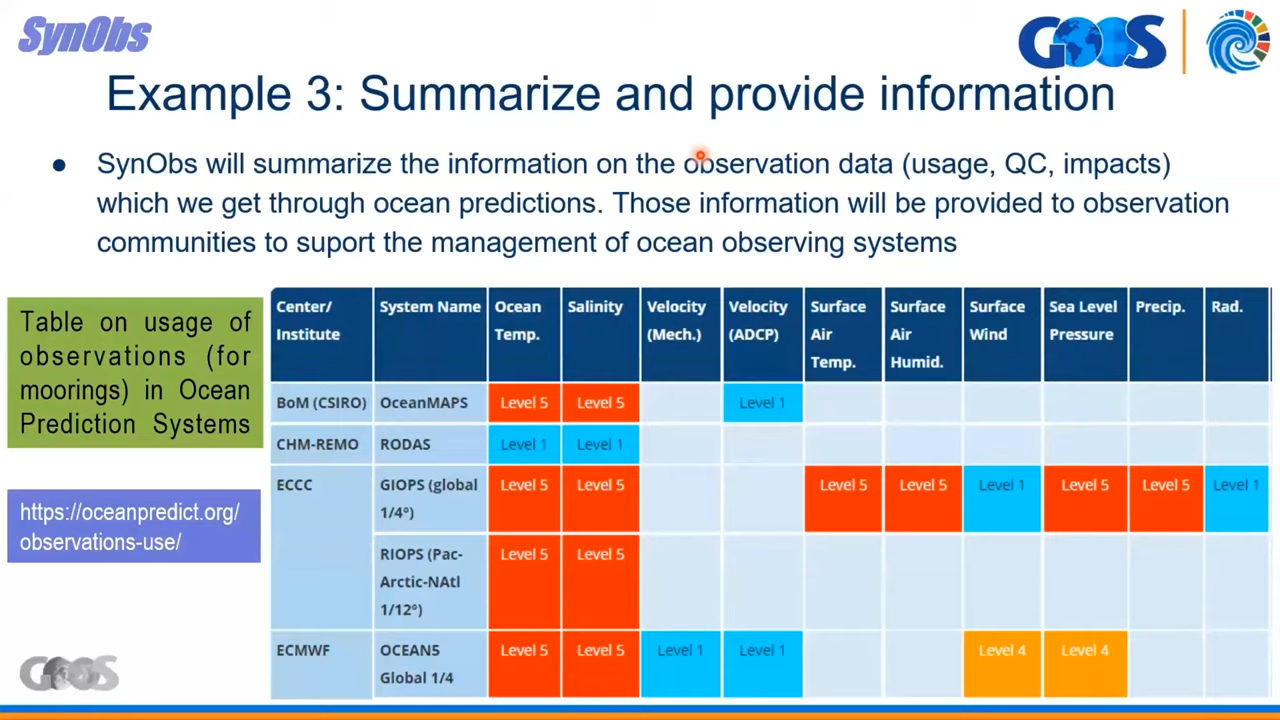 SynObs
GOOS
Example 3: Summarize and provide information
● SynObs will summarize the information on the observation data (usage, QC, impacts)
which we get through ocean predictions. Those information will be provided to observation
communities to suport the management of ocean observing systems
Table on usage of
observations (for
moorings) in Ocean
Prediction Systems
https://oceanpredict.org/
observations-use/
Center/ Institute System Name Ocean Temp. Salinity Velocity (Mech.) Velocity (ADCP) Surface Air Temp. Surface Air Humid. Surface Wind Sea Level Pressure Precip. Rad.
BoM (CSIRO) OceanMAPS Level 5 Level 5 Level 1
CHM-REMO RODAS Level 1 Level 1
ECCC GIOPS (global 1/4°) Level 5 Level 5 Level 5 Level 5 Level 1 Level 5 Level 5 Level 1
RIOPS (Pac-Arctic-NAtl 1/12°) Level 5 Level 5
ECMWF OCEAN5 Global 1/4 Level 5 Level 5 Level 1 Level 1 Level 4 Level 4
GOOS